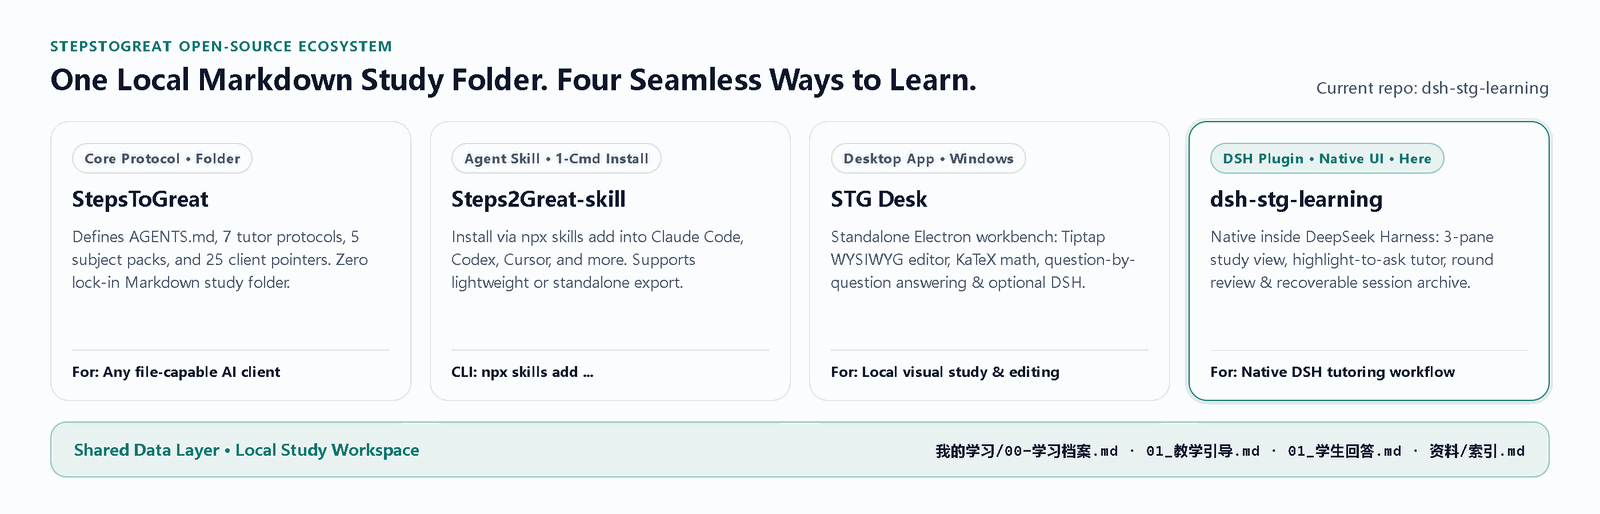 STEPSTOGREAT OPEN-SOURCE ECOSYSTEM
One Local Markdown Study Folder. Four Seamless Ways to Learn.
Current repo: dsh-stg-learning
Core Protocol • Folder
StepsToGreat
Defines AGENTS.md, 7 tutor protocols, 5
subject packs, and 25 client pointers. Zero
lock-in Markdown study folder.
For: Any file-capable AI client
Agent Skill • 1-Cmd Install
Steps2Great-skill
Install via npx skills add into Claude Code,
Codex, Cursor, and more. Supports
lightweight or standalone export.
CLI: npx skills add ...
Desktop App • Windows
STG Desk
Standalone Electron workbench: Tiptap
WYSIWYG editor, KaTeX math, question-by-
question answering & optional DSH.
For: Local visual study & editing
DSH Plugin • Native UI • Here
dsh-stg-learning
Native inside DeepSeek Harness: 3-pane
study view, highlight-to-ask tutor, round
review & recoverable session archive.
For: Native DSH tutoring workflow
Shared Data Layer • Local Study Workspace
我的学习/00-学习档案.md · 01_教学引导.md · 01_学生回答.md · 资料/索引.md